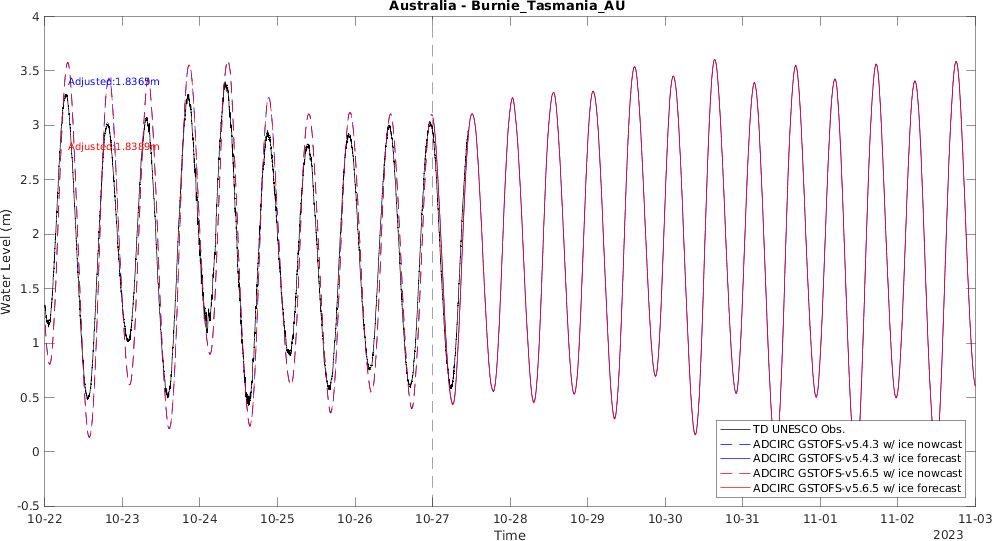 Australia - Burnie_Tasmania_AU
4
3.5
3
2.5
2
1.5
1
0.5
0
-0.5
Water Level (m)
Adjusted:1.8365m
Adjusted:1.8389m
TD UNESCO Obs.
ADCIRC GSTOFS-v5.4.3 w/ ice nowcast
ADCIRC GSTOFS-v5.4.3 w/ ice forecast
ADCIRC GSTOFS-v5.6.5 w/ ice nowcast
ADCIRC GSTOFS-v5.6.5 w/ ice forecast
10-22 10-23 10-24 10-25 10-26 10-27 10-28 10-29 10-30 10-31 11-01 11-02 11-03
Time
2023